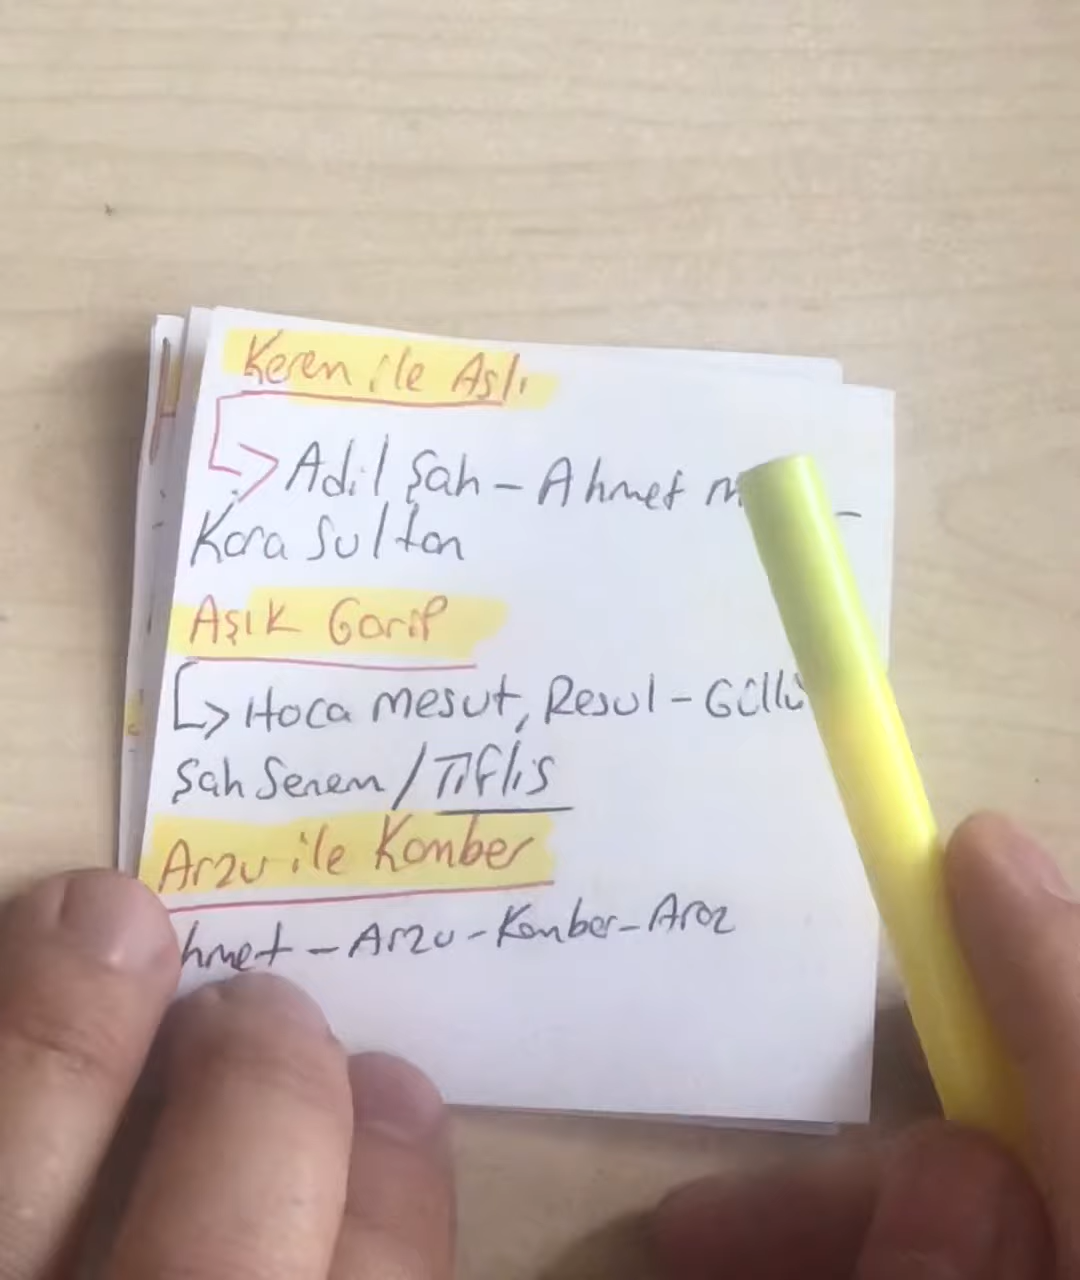 Kerem ile Aslı
Adil Şah - Ahmet
Kara Sultan
Aşık Garip
Hoca Mesut, Resul -
Şah Senem / Tiflis
Arzu ile Kamber
- Arzu - Kamber -